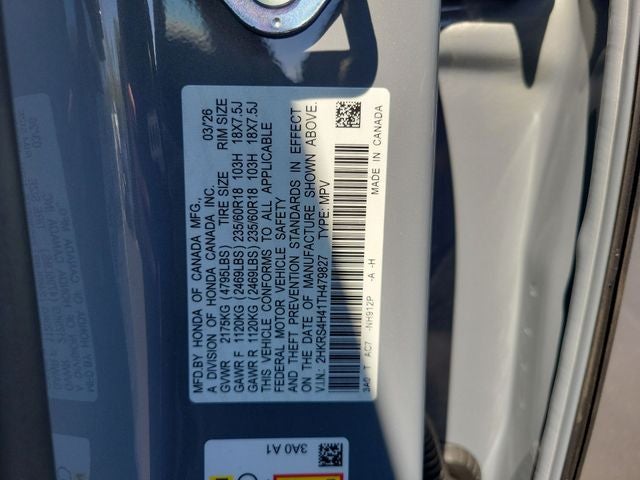 MFD.BY HONDA OF CANADA MFG., 03/26
A DIVISION OF HONDA CANADA INC.
TIRE SIZE RIM SIZE
GVWR 2175KG (4795LBS)
GAWR F 1120KG (2469LBS) 235/60R18 103H 18X7.5J
GAWR R 1120KG (2469LBS) 235/60R18 103H 18X7.5J
THIS VEHICLE CONFORMS TO ALL APPLICABLE
FEDERAL MOTOR VEHICLE SAFETY
AND THEFT PREVENTION STANDARDS IN EFFECT
ON THE DATE OF MANUFACTURE SHOWN ABOVE.
V.I.N.: 2HKRS4H41TH479827 TYPE: MPV
3A0 T AC7 -NH912P -A -H
MADE IN CANADA
3A0 A1